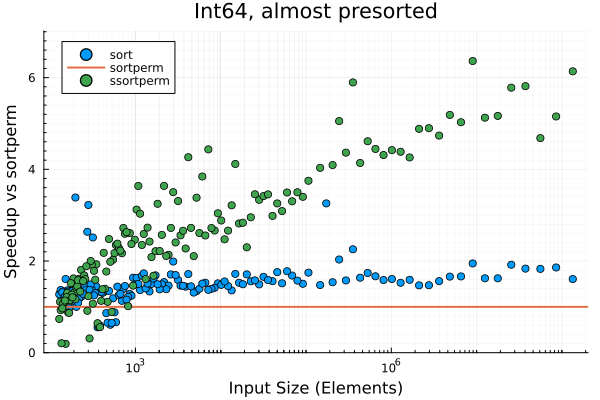 Int64, almost presorted
sort
sortperm
ssortperm
Speedup vs sortperm
6
4
2
0
10³
10⁶
Input Size (Elements)